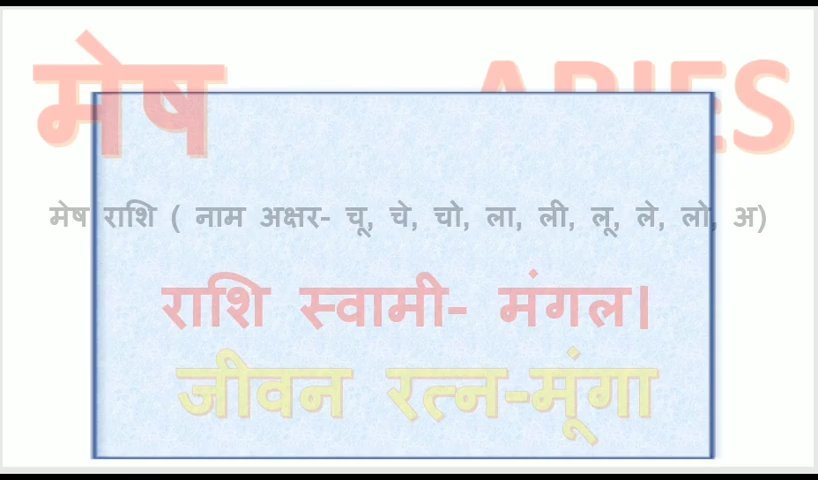 मेष ARIES
मेष राशि ( नाम अक्षर- चू, चे, चो, ला, ली, लू, ले, लो, अ)
राशि स्वामी- मंगल।
जीवन रत्न-मूंगा